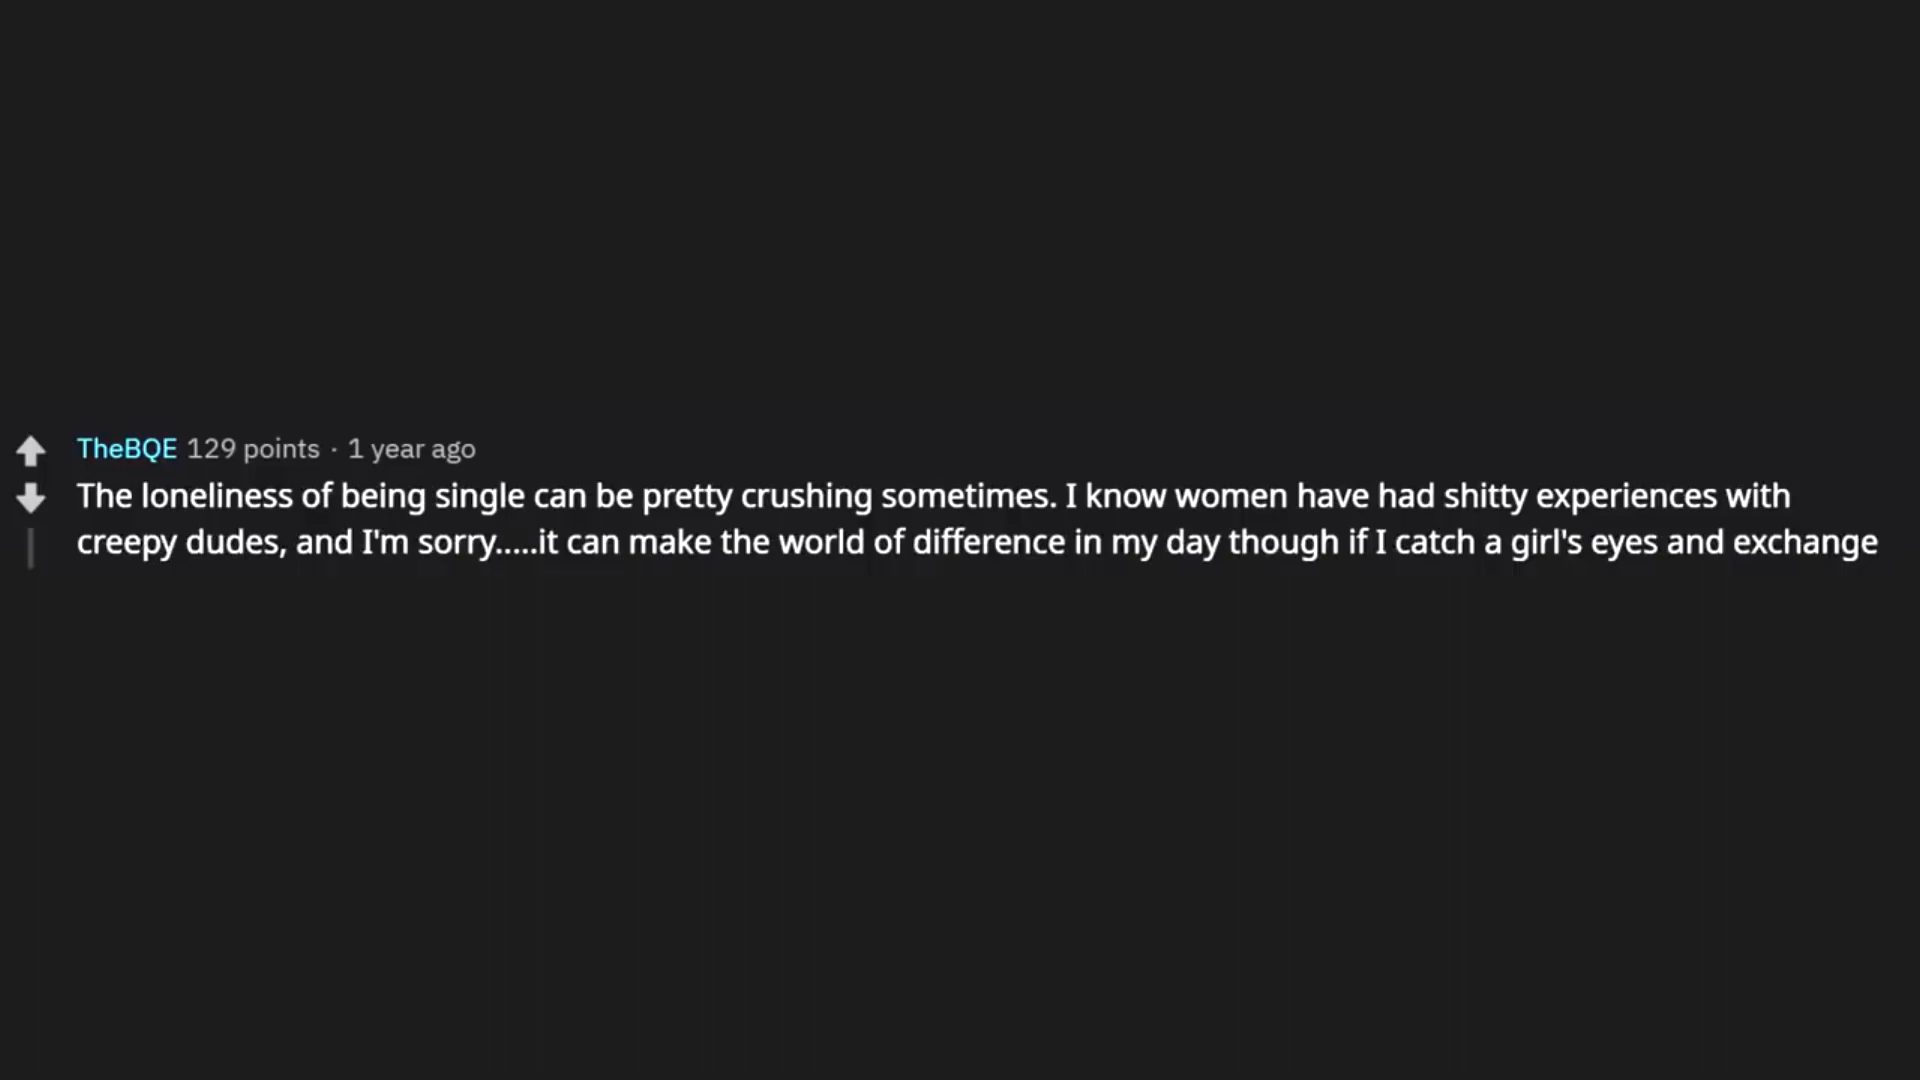 TheBQE 129 points · 1 year ago
The loneliness of being single can be pretty crushing sometimes. I know women have had shitty experiences with
creepy dudes, and I'm sorry.....it can make the world of difference in my day though if I catch a girl's eyes and exchange